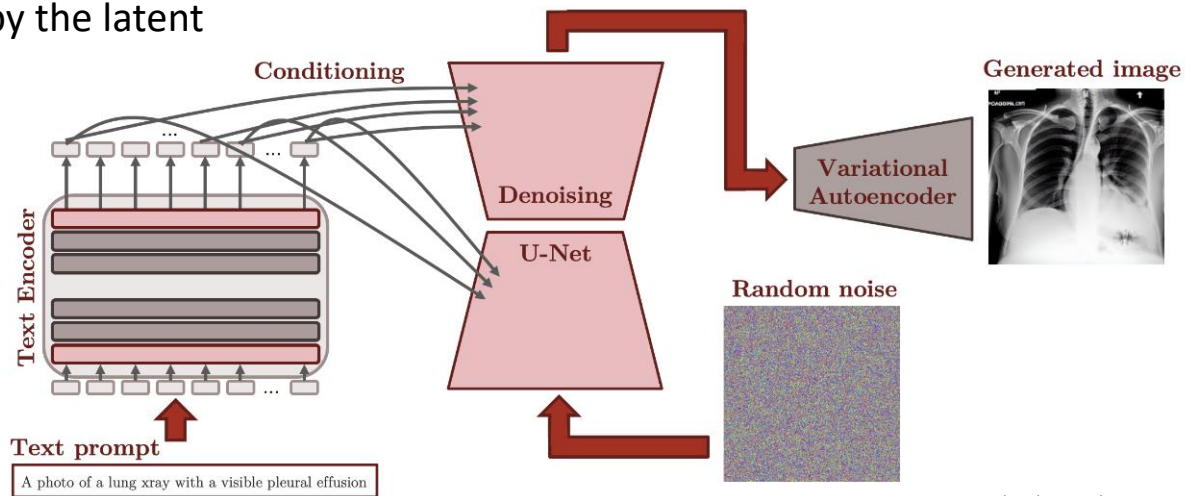 by the latent
Conditioning
Generated image
...
...
...
Variational
Autoencoder
Denoising
U-Net
Text Encoder
Random noise
...
Text prompt
A photo of a lung xray with a visible pleural effusion